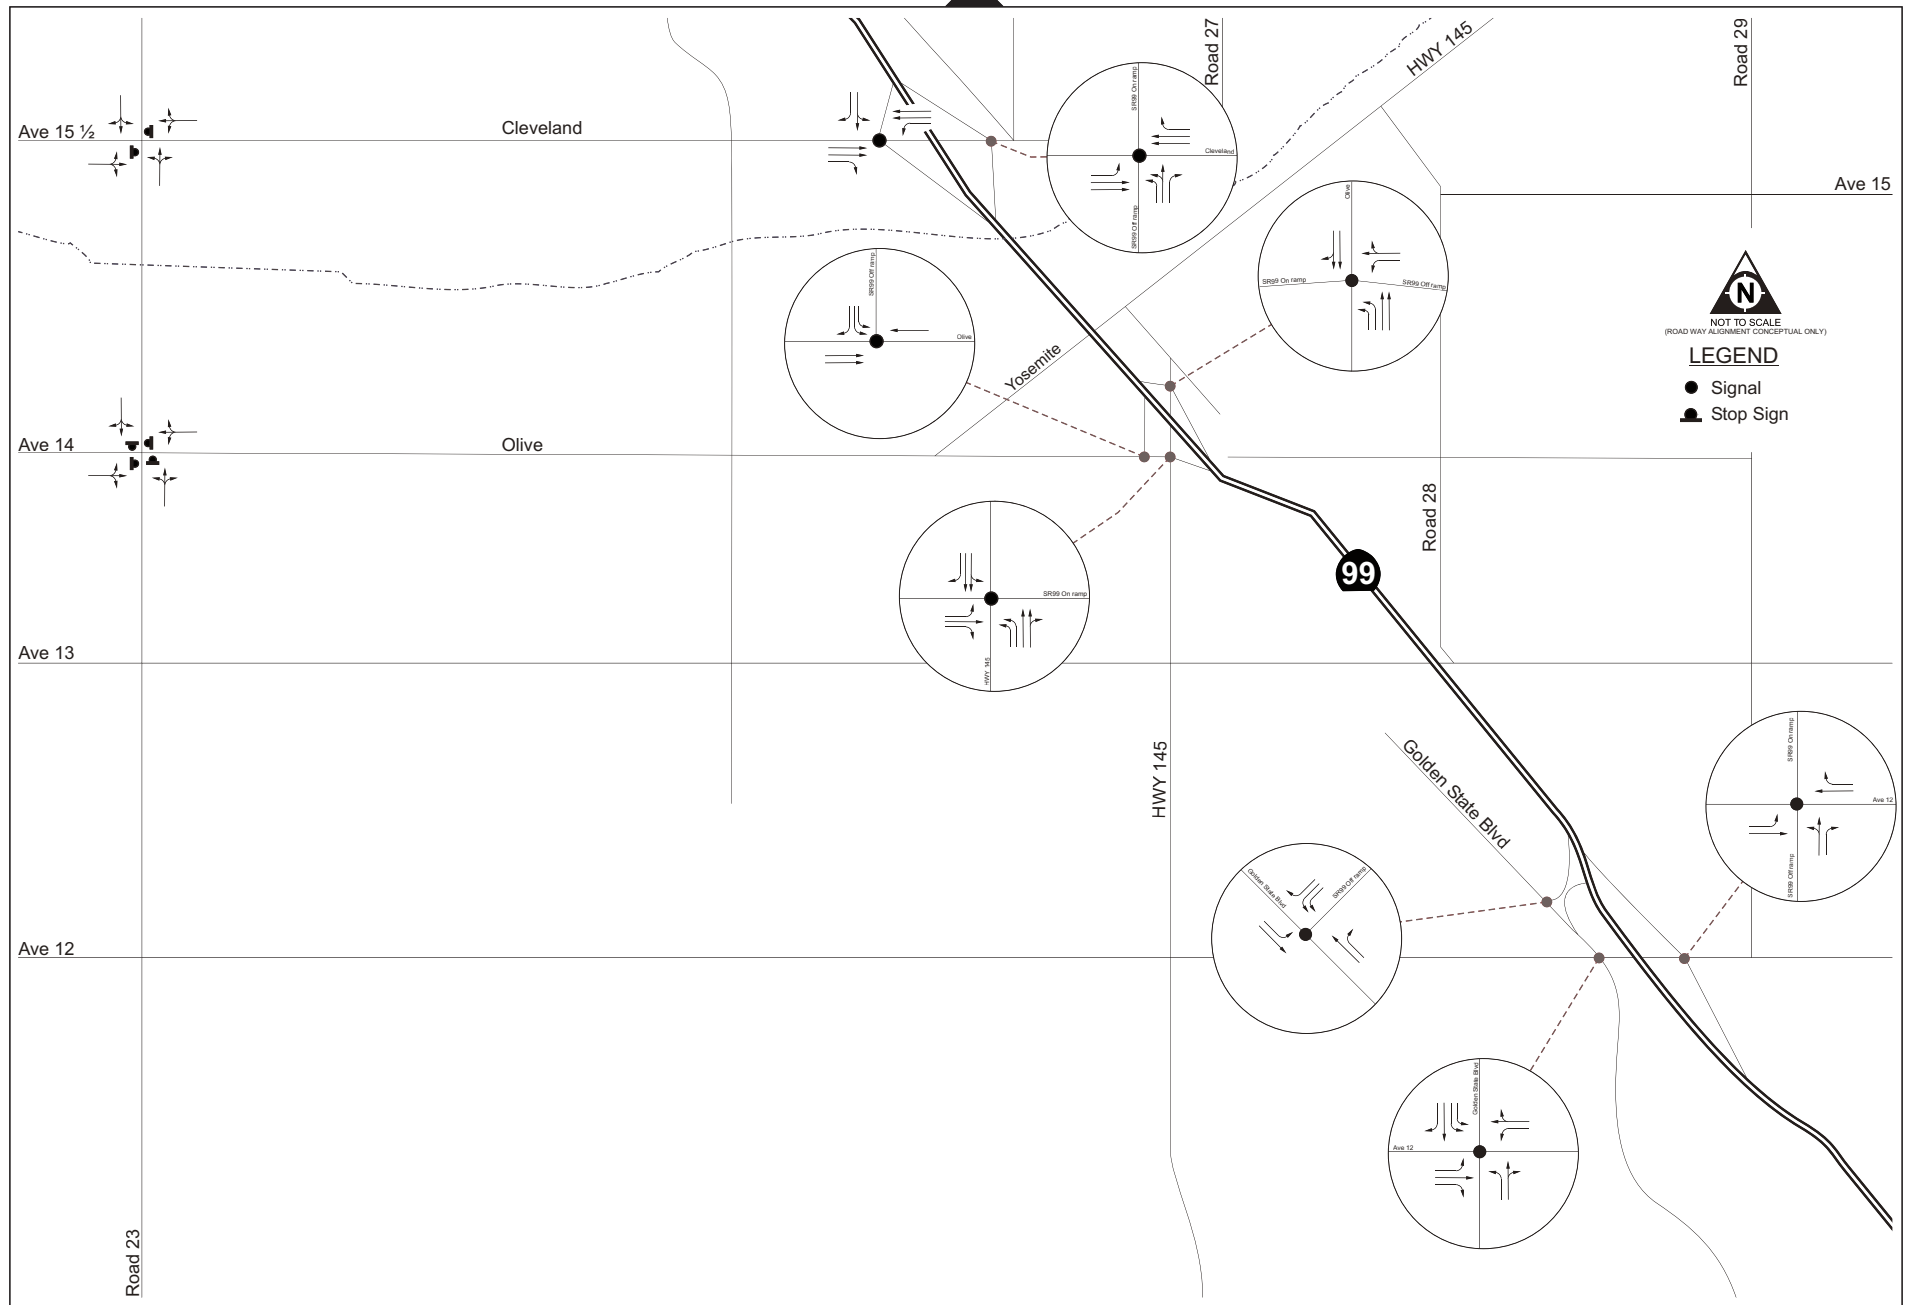 Road 27
HWY 145
Road 29
Ave 15 ½
Cleveland
SR99 On ramp
Cleveland
SR99 Off ramp
Ave 15
Olive
SR99 On ramp
SR99 Off ramp
SR99 Off ramp
Olive
N
NOT TO SCALE
(ROAD WAY ALIGNMENT CONCEPTUAL ONLY)
LEGEND
Signal
Stop Sign
Yosemite
Ave 14
Olive
Road 28
99
SR99 On ramp
HWY 145
Ave 13
HWY 145
Golden State Blvd
SR99 On ramp
Ave 12
SR99 Off ramp
Golden State Blvd
SR99 Off ramp
Ave 12
Golden State Blvd
Ave 12
Road 23